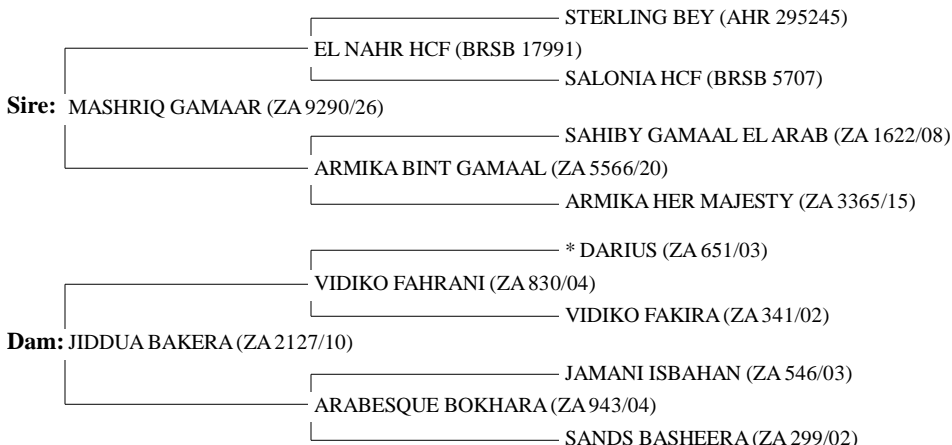 STERLING BEY (AHR 295245)
EL NAHR HCF (BRSB 17991)
SALONIA HCF (BRSB 5707)
Sire: MASHRIQ GAMAAR (ZA 9290/26)
SAHIBY GAMAAL EL ARAB (ZA 1622/08)
ARMIKA BINT GAMAAL (ZA 5566/20)
ARMIKA HER MAJESTY (ZA 3365/15)
* DARIUS (ZA 651/03)
VIDIKO FAHRANI (ZA 830/04)
VIDIKO FAKIRA (ZA 341/02)
Dam: JIDDUA BAKERA (ZA 2127/10)
JAMANI ISBAHAN (ZA 546/03)
ARABESQUE BOKHARA (ZA 943/04)
SANDS BASHEERA (ZA 299/02)